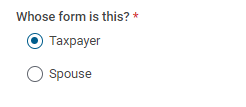 Whose form is this? *
Taxpayer
Spouse